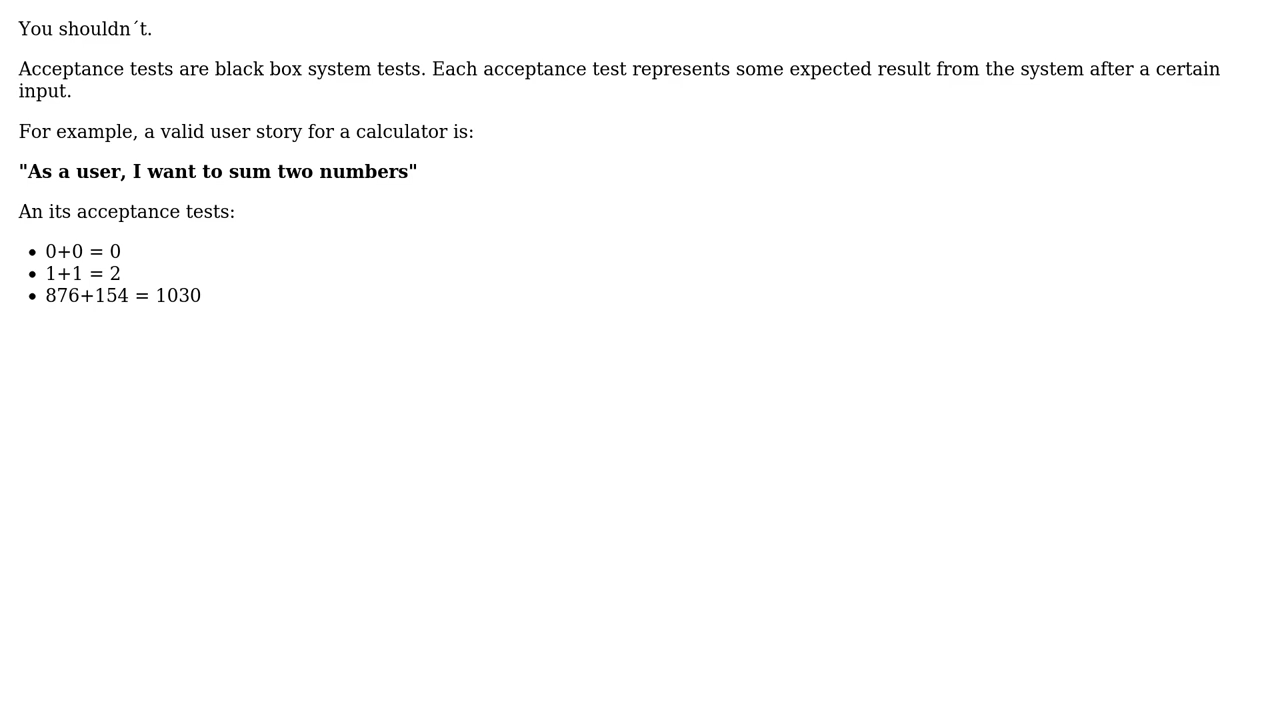 You shouldn´t.
Acceptance tests are black box system tests. Each acceptance test represents some expected result from the system after a certain
input.
For example, a valid user story for a calculator is:
"As a user, I want to sum two numbers"
An its acceptance tests:
• 0+0 = 0
• 1+1 = 2
• 876+154 = 1030